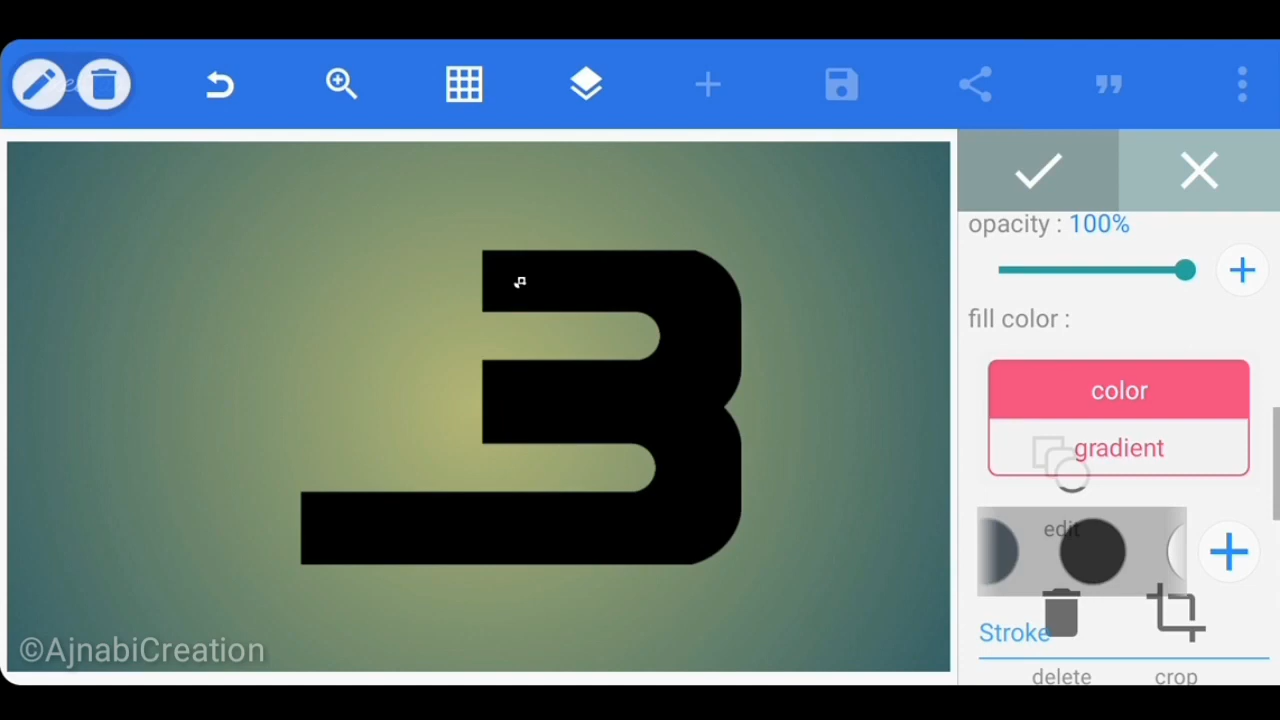 opacity : 100%
fill color :
color
gradient
edit
Stroke
delete
crop
©AjnabiCreation